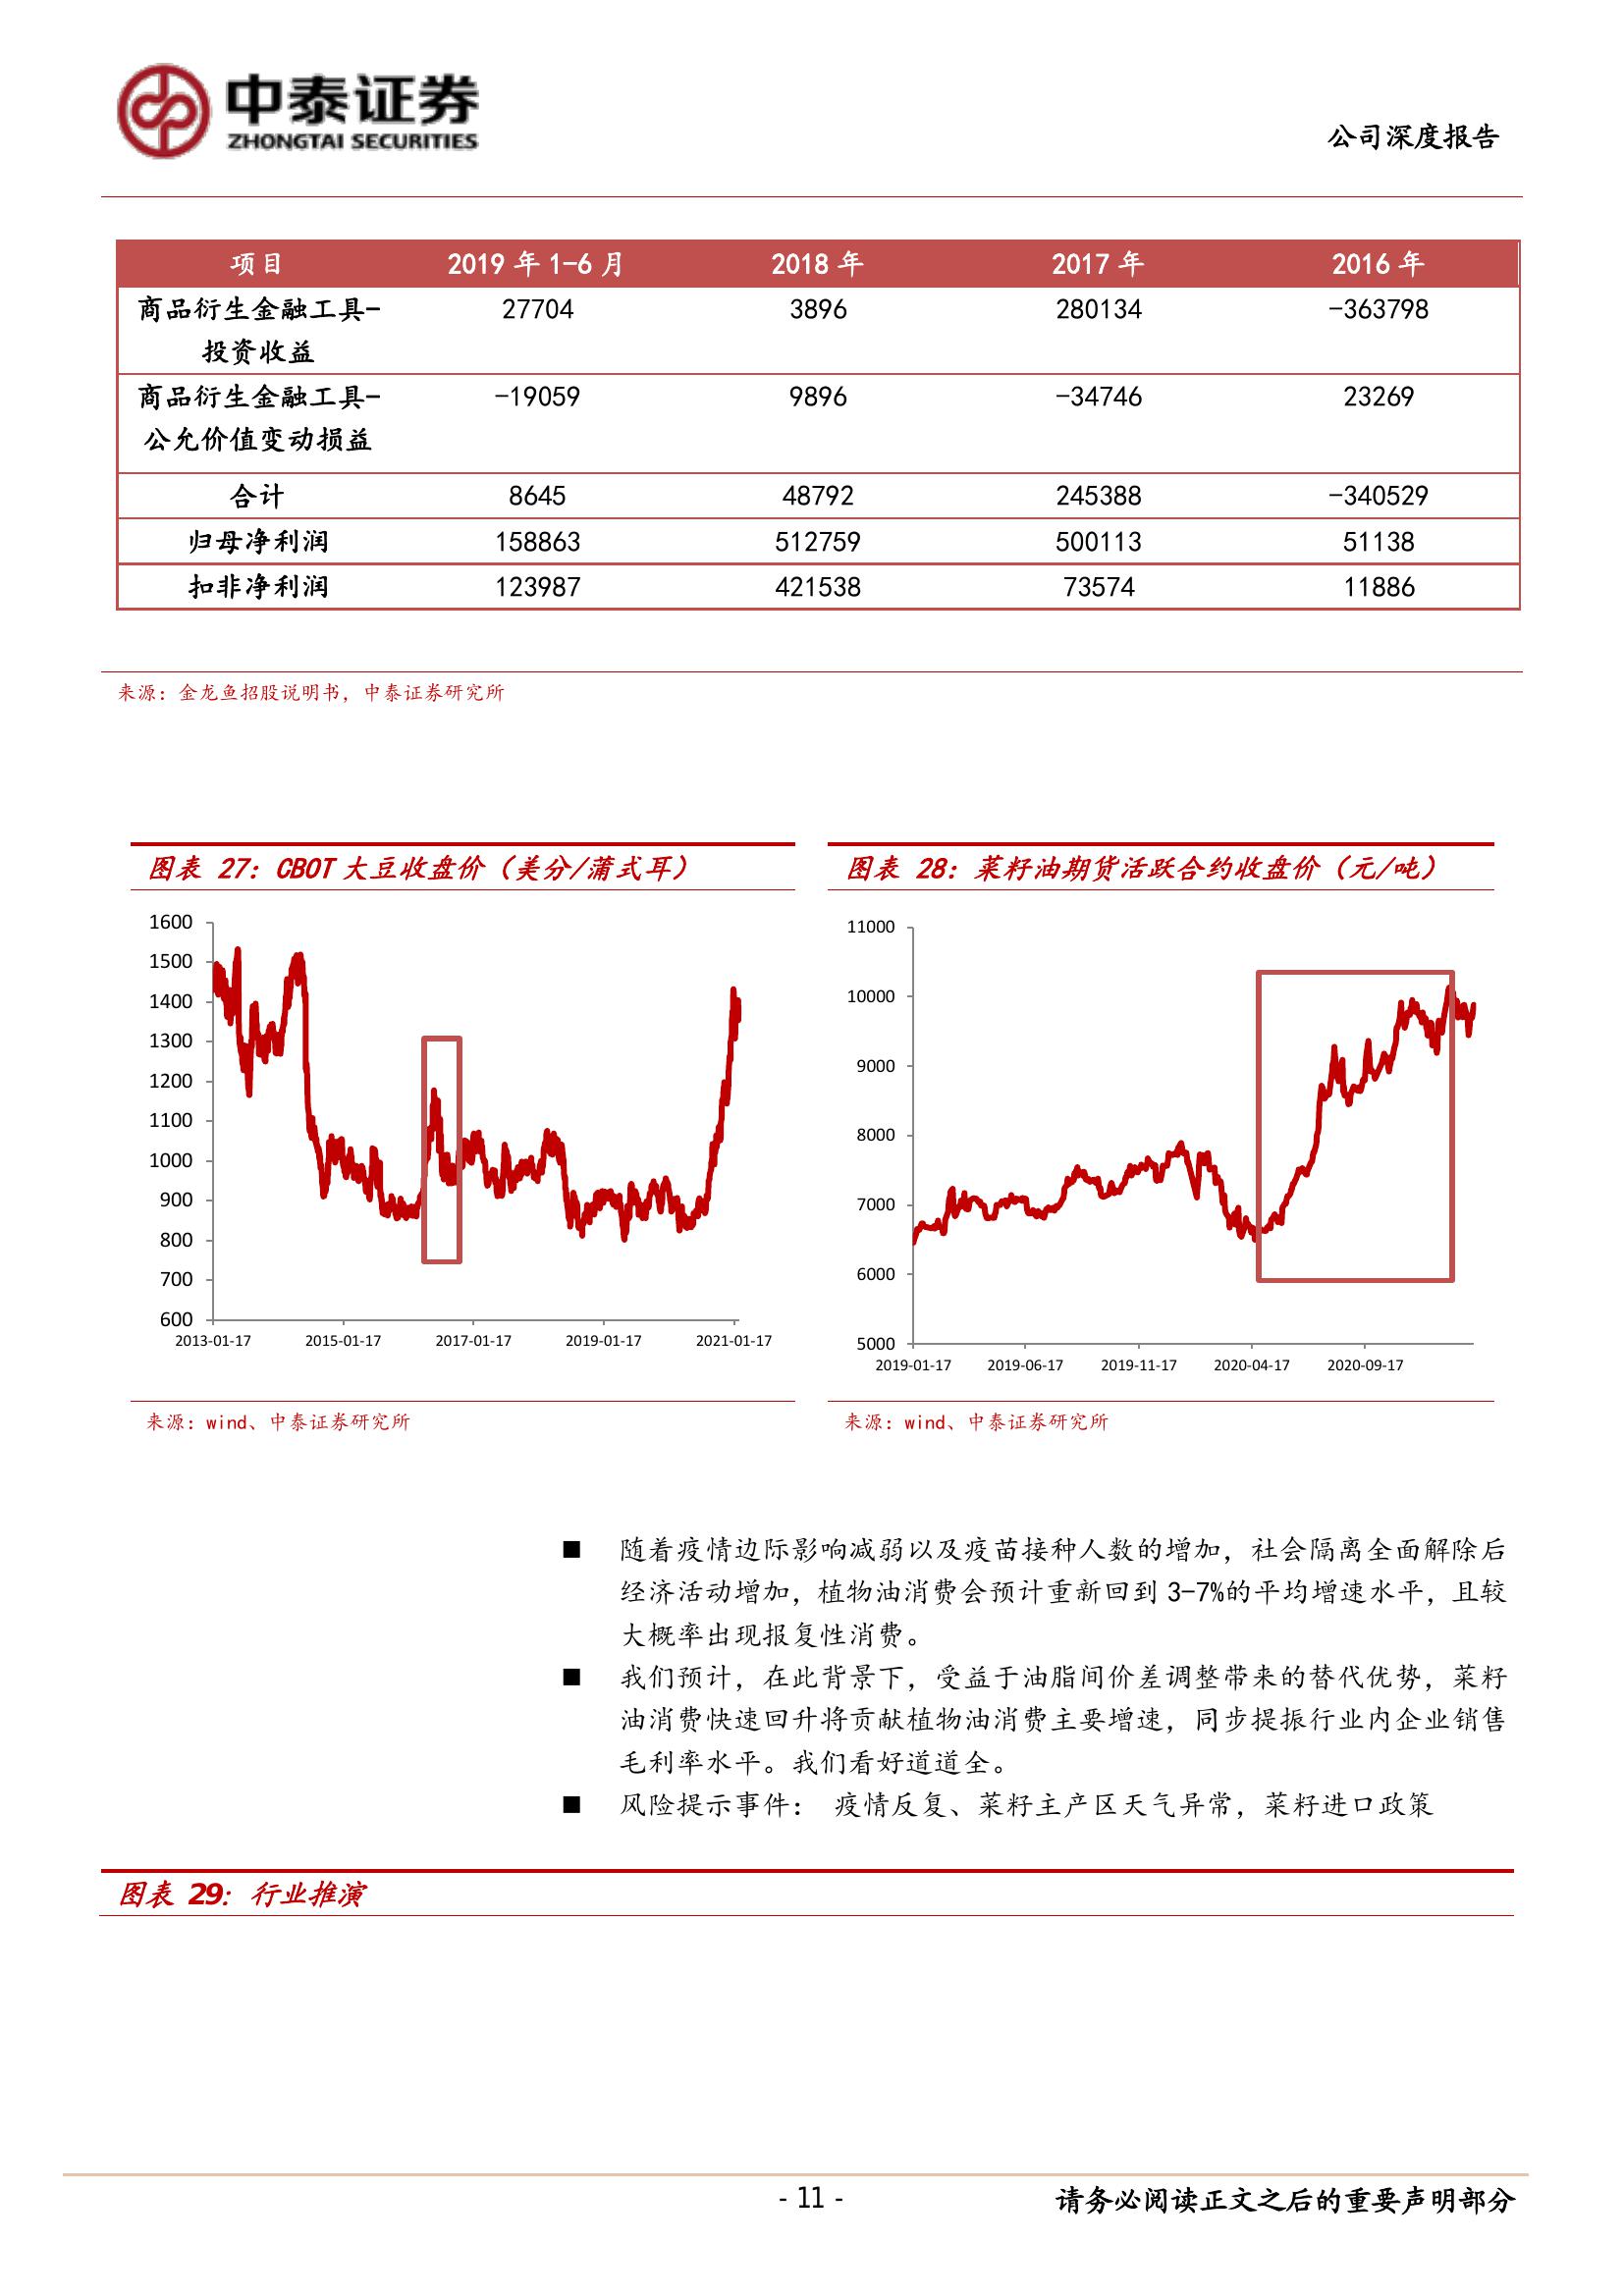 中泰证券
ZHONGTAI SECURITIES
公司深度报告
项目 2019 年 1-6 月 2018 年 2017 年 2016 年
商品衍生金融工具- 27704 3896 280134 -363798
投资收益
商品衍生金融工具- -19059 9896 -34746 23269
公允价值变动损益
合计 8645 48792 245388 -340529
归母净利润 158863 512759 500113 51138
扣非净利润 123987 421538 73574 11886
来源：金龙鱼招股说明书，中泰证券研究所
图表 27：CBOT 大豆收盘价（美分/蒲式耳）
1600
1500
1400
1300
1200
1100
1000
900
800
700
600
2013-01-17 2015-01-17 2017-01-17 2019-01-17 2021-01-17
来源：wind、中泰证券研究所
图表 28：菜籽油期货活跃合约收盘价（元/吨）
11000
10000
9000
8000
7000
6000
5000
2019-01-17 2019-06-17 2019-11-17 2020-04-17 2020-09-17
来源：wind、中泰证券研究所
■ 随着疫情边际影响减弱以及疫苗接种人数的增加，社会隔离全面解除后
经济活动增加，植物油消费会预计重新回到 3-7%的平均增速水平，且较
大概率出现报复性消费。
■ 我们预计，在此背景下，受益于油脂间价差调整带来的替代优势，菜籽
油消费快速回升将贡献植物油消费主要增速，同步提振行业内企业销售
毛利率水平。我们看好道道全。
■ 风险提示事件： 疫情反复、菜籽主产区天气异常，菜籽进口政策
图表 29：行业推演
- 11 -
请务必阅读正文之后的重要声明部分